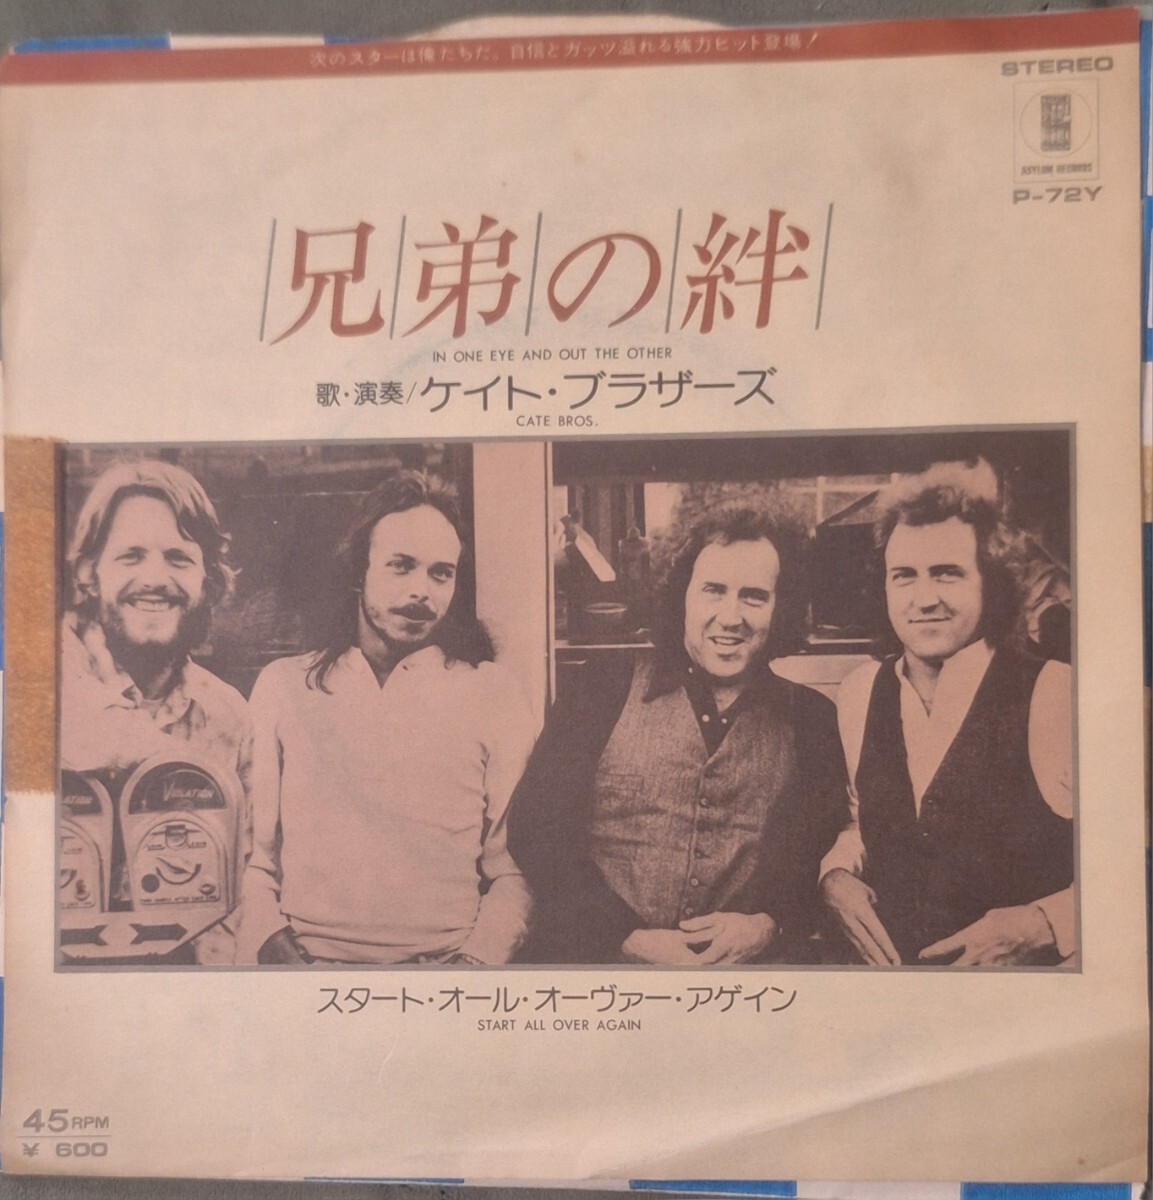 次のスターは俺たちだ。自信とガッツ溢れる強力ヒット登場!
STEREO
ASYLUM RECORDS
P-72Y
兄弟の絆
IN ONE EYE AND OUT THE OTHER
歌・演奏/ケイト・ブラザーズ
CATE BROS.
VIOLATION
スタート・オール・オーヴァー・アゲイン
START ALL OVER AGAIN
45RPM
¥ 600